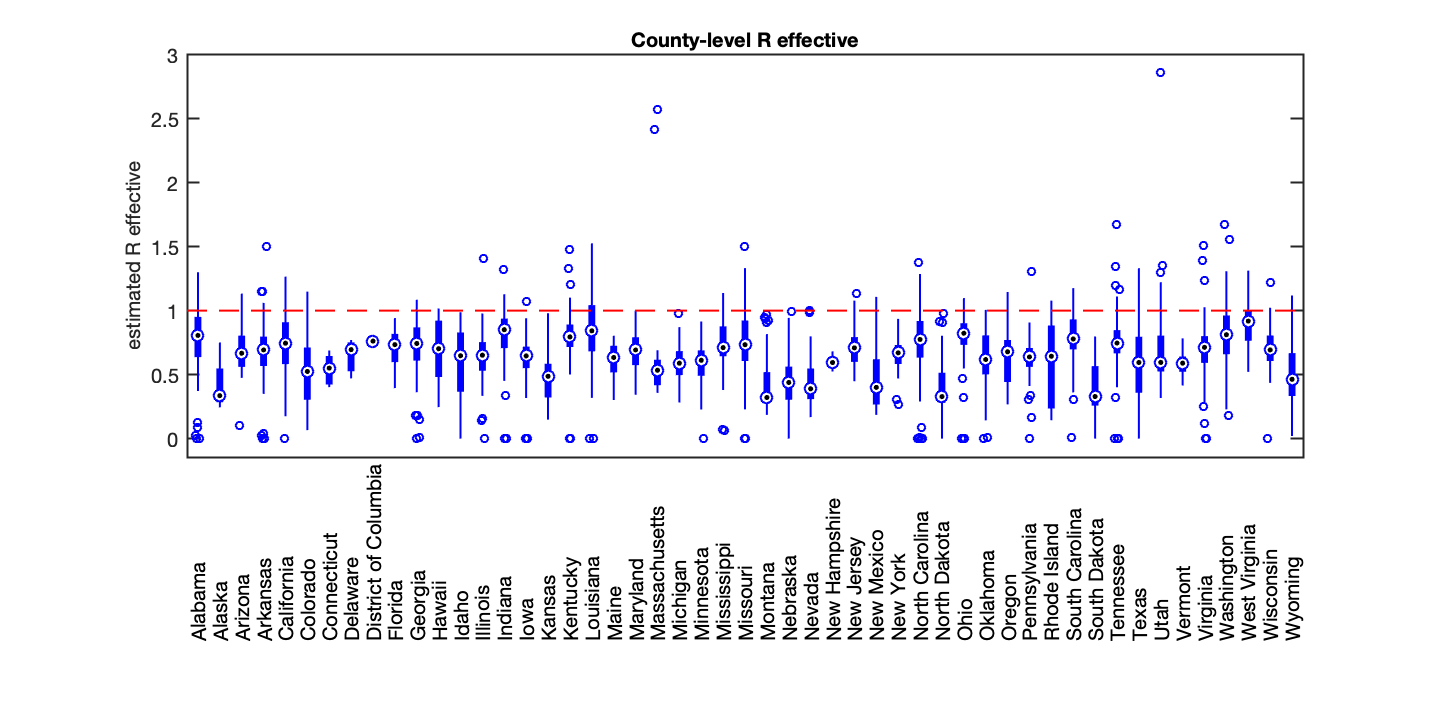 County-level R effective
estimated R effective
3
2.5
2
1.5
1
0.5
0
Alabama
Alaska
Arizona
Arkansas
California
Colorado
Connecticut
Delaware
District of Columbia
Florida
Georgia
Hawaii
Idaho
Illinois
Indiana
Iowa
Kansas
Kentucky
Louisiana
Maine
Maryland
Massachusetts
Michigan
Minnesota
Mississippi
Missouri
Montana
Nebraska
Nevada
New Hampshire
New Jersey
New Mexico
New York
North Carolina
North Dakota
Ohio
Oklahoma
Oregon
Pennsylvania
Rhode Island
South Carolina
South Dakota
Tennessee
Texas
Utah
Vermont
Virginia
Washington
West Virginia
Wisconsin
Wyoming